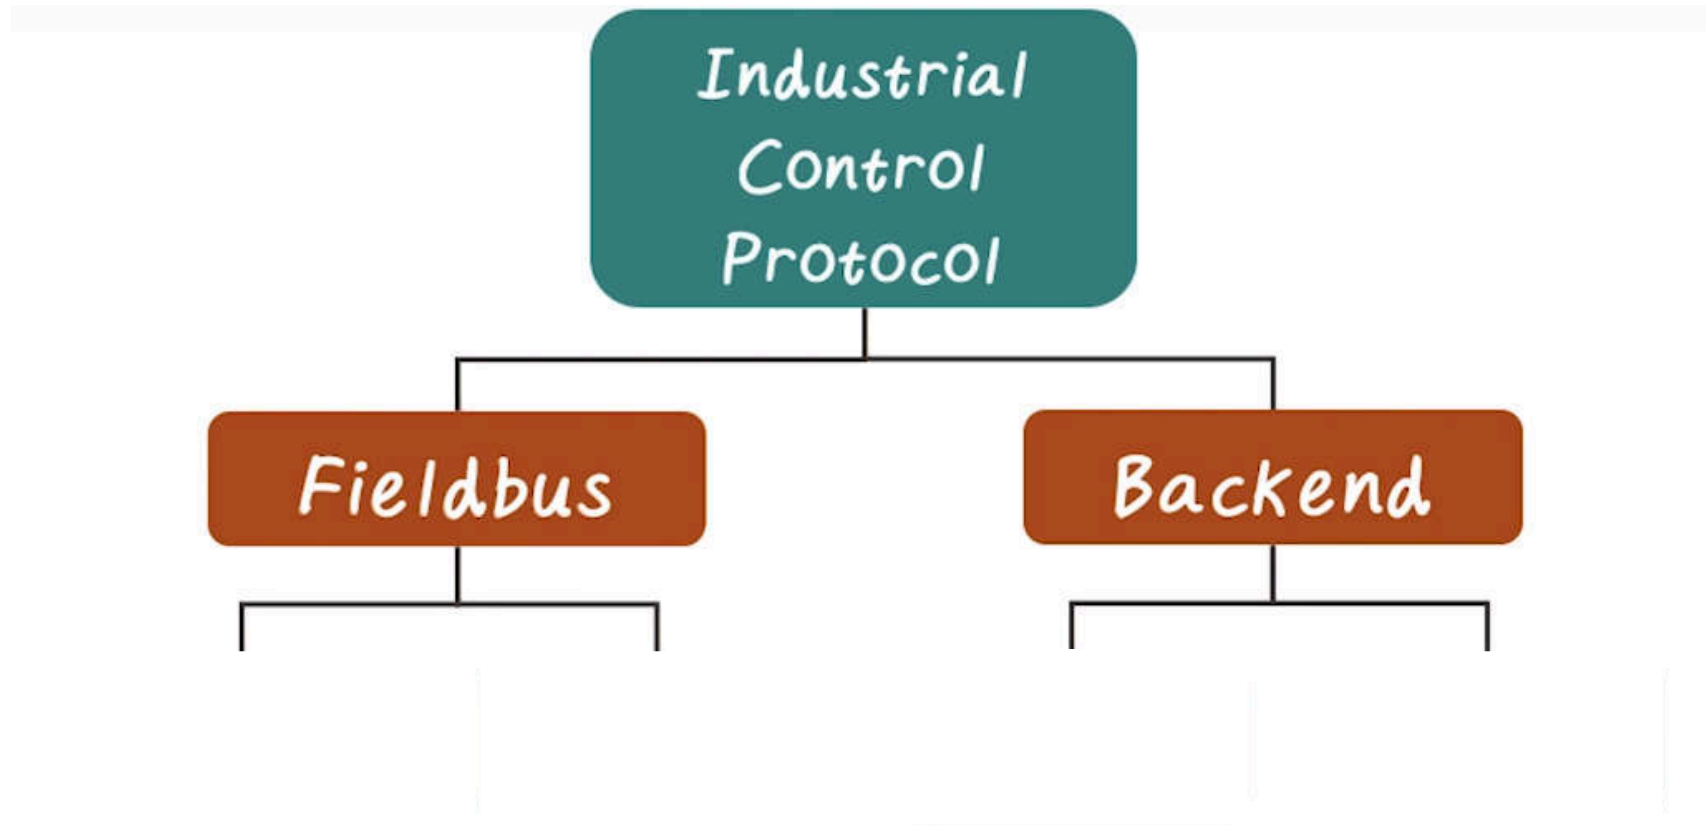 Industrial
Control
Protocol
Fieldbus
Backend